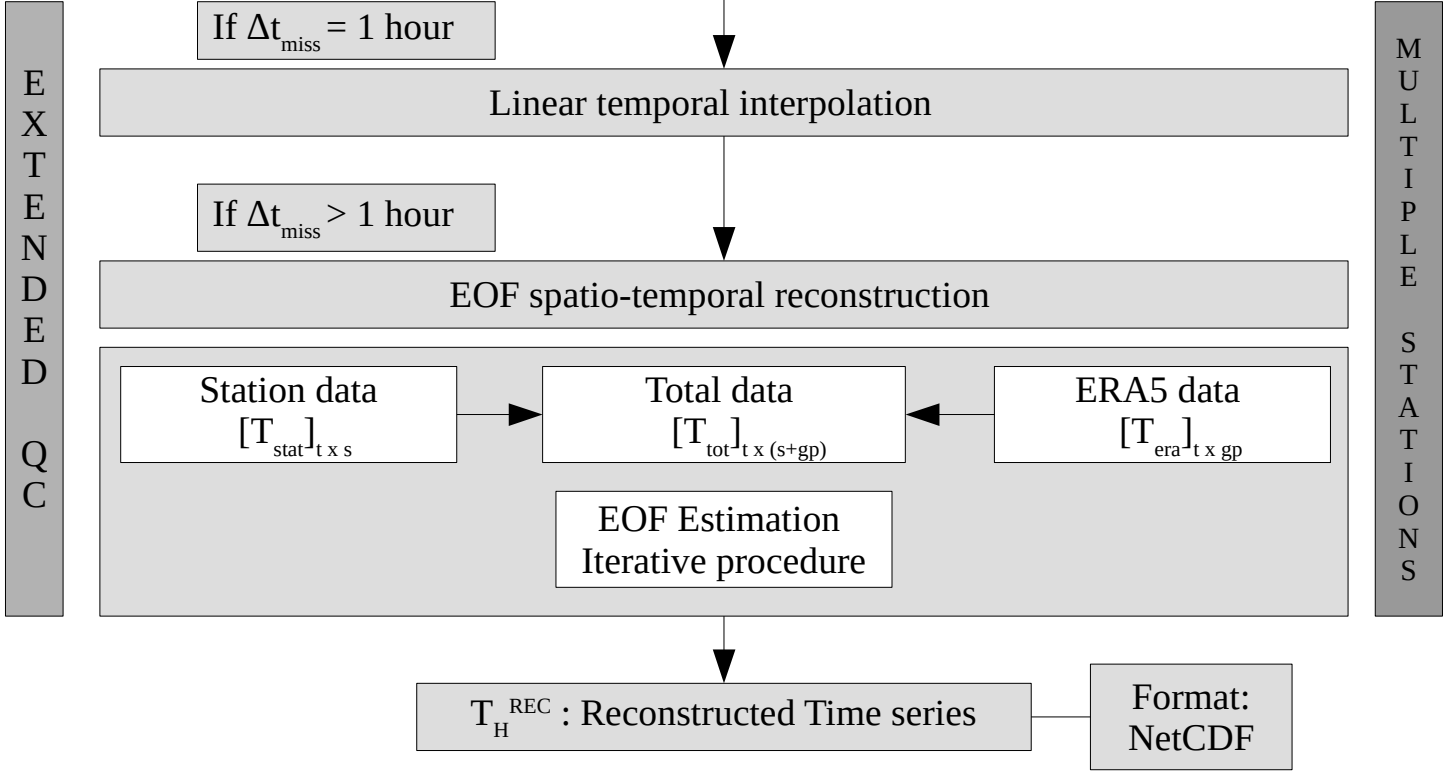 EXTENDED QC
If Δt_miss = 1 hour
Linear temporal interpolation
If Δt_miss > 1 hour
EOF spatio-temporal reconstruction
Station data
[T_stat]_t x s
Total data
[T_tot]_t x (s+gp)
ERA5 data
[T_era]_t x gp
EOF Estimation
Iterative procedure
T_H^REC : Reconstructed Time series
Format:
NetCDF
MULTIPLE STATIONS